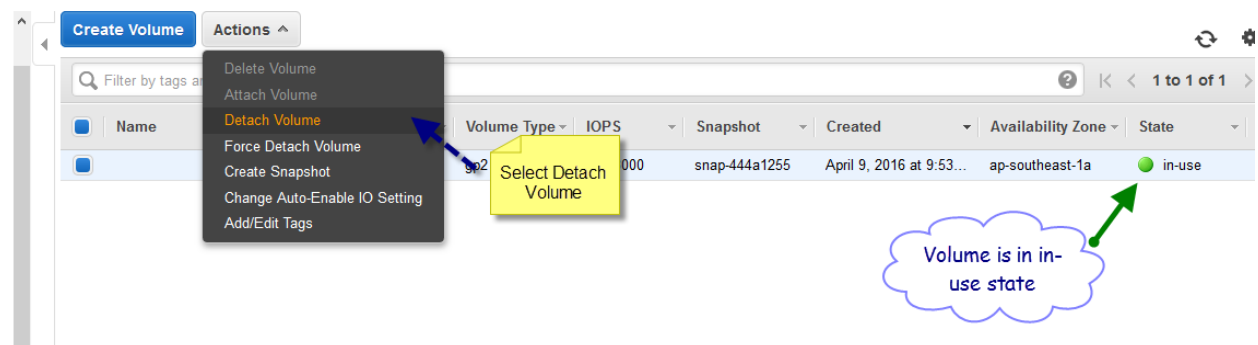 Create Volume Actions
Filter by tags a 1 to 1 of 1
Delete Volume
Attach Volume
Detach Volume
Force Detach Volume
Create Snapshot
Change Auto-Enable IO Setting
Add/Edit Tags
Name Volume Type IOPS Snapshot Created Availability Zone State
gp2 000 snap-444a1255 April 9, 2016 at 9:53... ap-southeast-1a in-use
Select Detach
Volume
Volume is in in-
use state